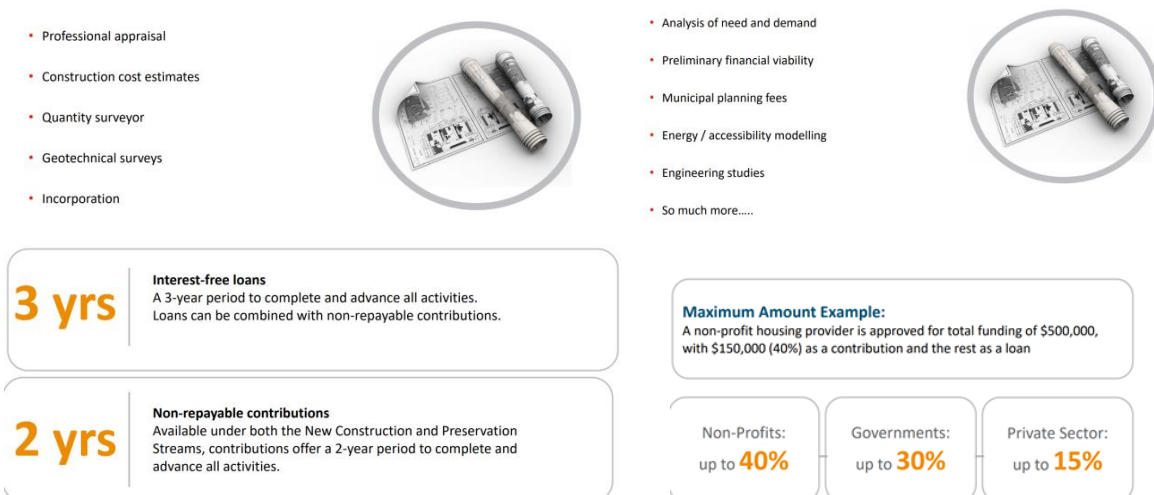 • Professional appraisal
• Construction cost estimates
• Quantity surveyor
• Geotechnical surveys
• Incorporation
• Analysis of need and demand
• Preliminary financial viability
• Municipal planning fees
• Energy / accessibility modelling
• Engineering studies
• So much more.....
3 yrs
Interest-free loans
A 3-year period to complete and advance all activities.
Loans can be combined with non-repayable contributions.
2 yrs
Non-repayable contributions
Available under both the New Construction and Preservation
Streams, contributions offer a 2-year period to complete and
advance all activities.
Maximum Amount Example:
A non-profit housing provider is approved for total funding of $500,000,
with $150,000 (40%) as a contribution and the rest as a loan
Non-Profits:
up to 40%
Governments:
up to 30%
Private Sector:
up to 15%